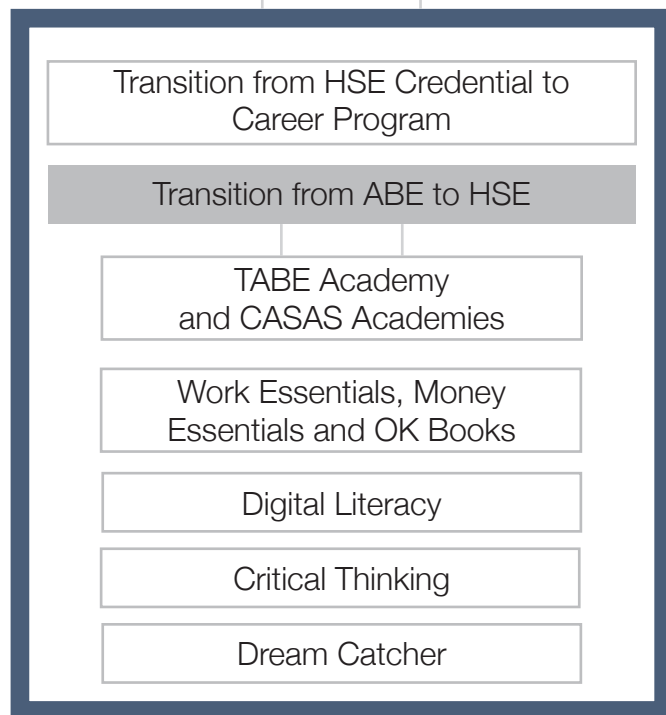 Transition from HSE Credential to
Career Program
Transition from ABE to HSE
TABE Academy
and CASAS Academies
Work Essentials, Money
Essentials and OK Books
Digital Literacy
Critical Thinking
Dream Catcher